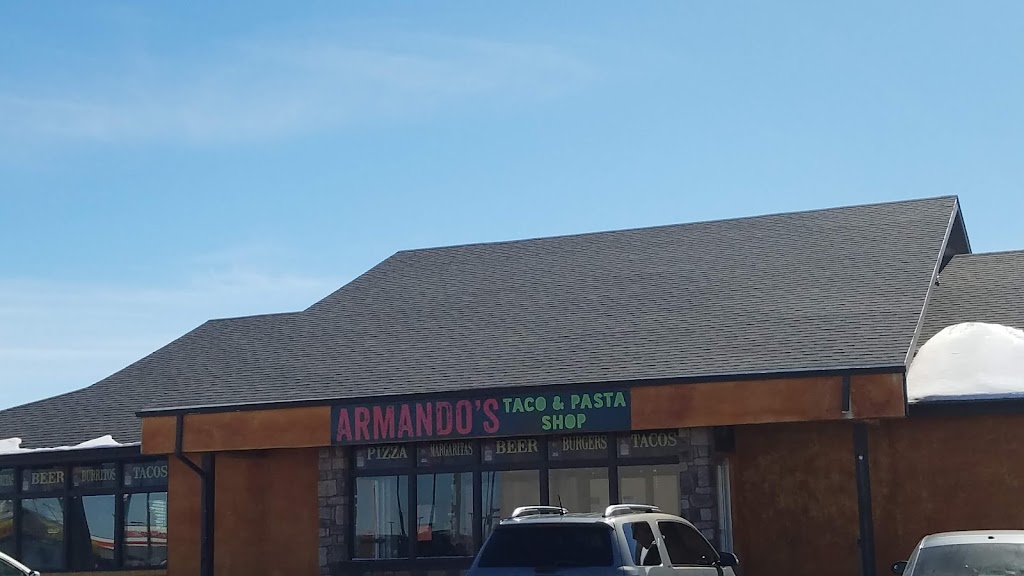 ARMANDO'S
TACO & PASTA
SHOP
PIZZA
MARGARITAS
BEER
BURGERS
TACOS
BEER
BURRITOS
TACOS